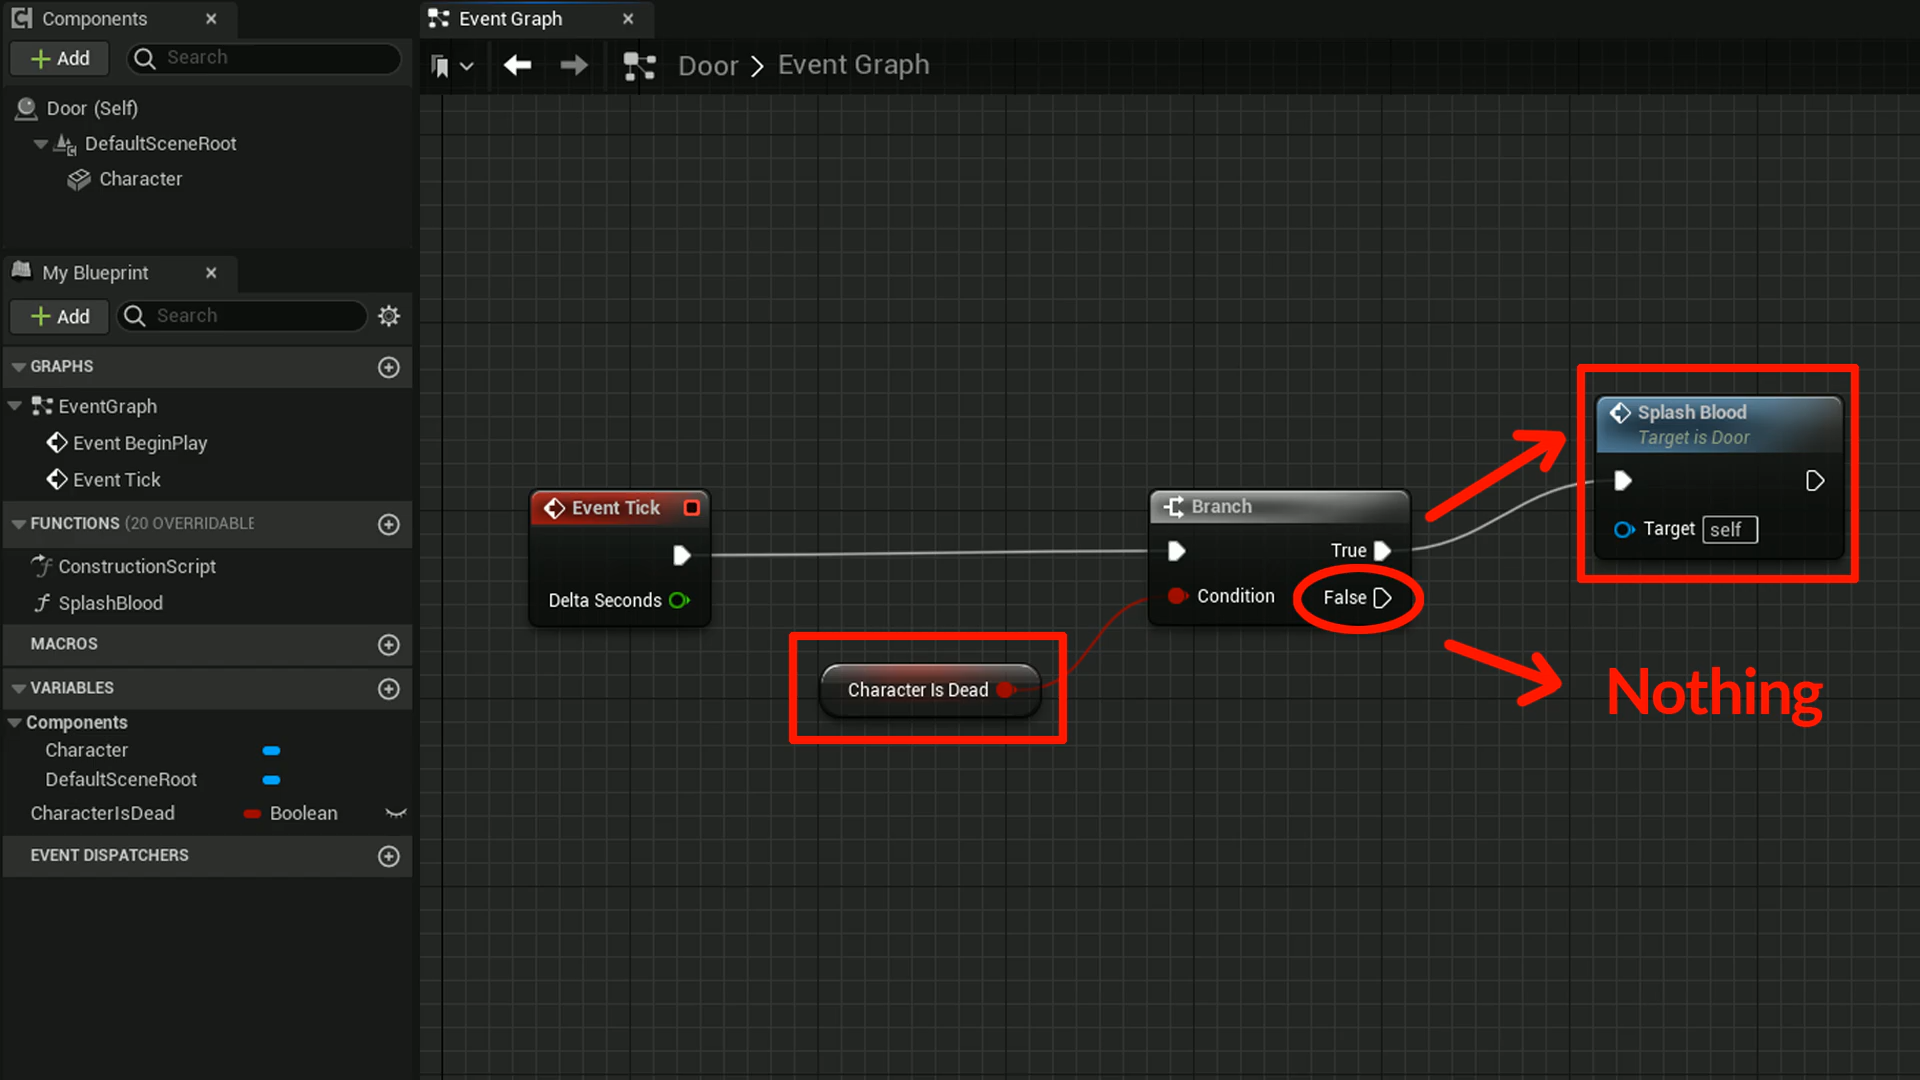 Components
Add
Search
Door (Self)
DefaultSceneRoot
Character
My Blueprint
Add
Search
GRAPHS
EventGraph
Event BeginPlay
Event Tick
FUNCTIONS (20 OVERRIDABLE
ConstructionScript
SplashBlood
MACROS
VARIABLES
Components
Character
DefaultSceneRoot
CharacterIsDead Boolean
EVENT DISPATCHERS
Event Graph
Door > Event Graph
Event Tick
Delta Seconds
Character Is Dead
Branch
True
Condition False
Splash Blood
Target is Door
Target self
Nothing